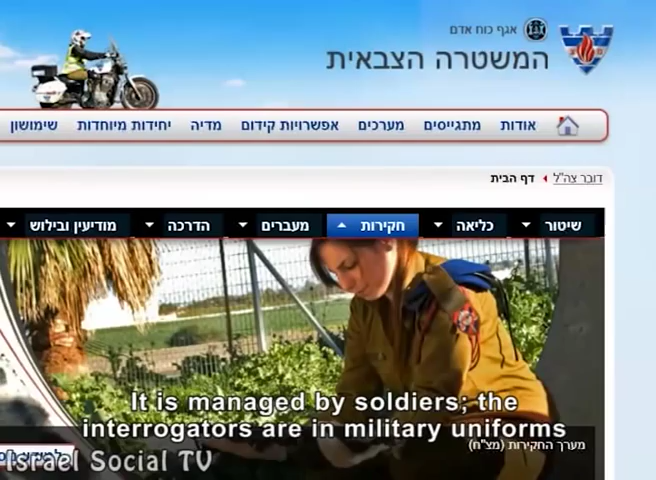 אגף כוח אדם
המשטרה הצבאית
אודות מתגייסים מערכים אפשרויות קידום מדיה יחידות מיוחדות שימושון
דובר צה"ל דף הבית
שיטור כליאה חקירות מעברים הדרכה מודיעין ובילוש
It is managed by soldiers; the
interrogators are in military uniforms
מערך החקירות (מצ"ח)
Israel Social TV